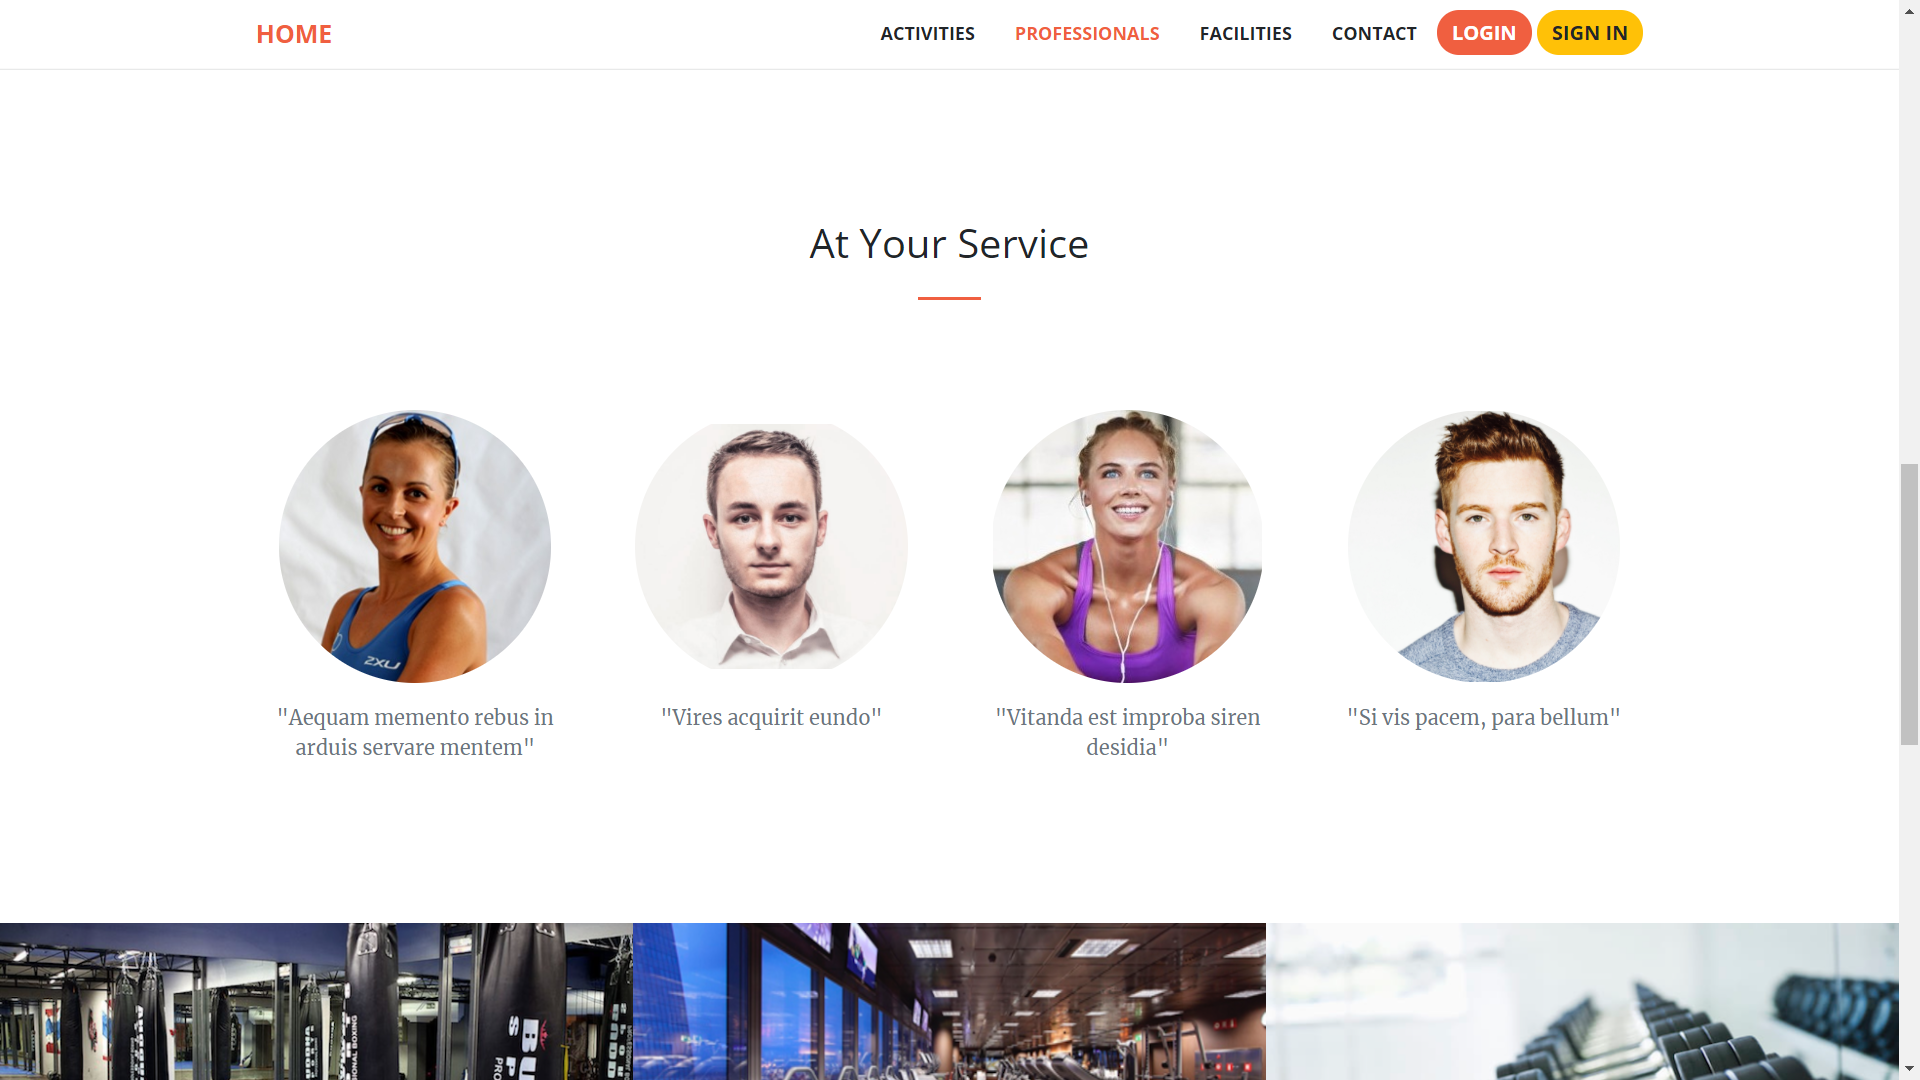 HOME
ACTIVITIES
PROFESSIONALS
FACILITIES
CONTACT
LOGIN
SIGN IN
At Your Service
2XU
"Aequam memento rebus in
arduis servare mentem"
"Vires acquirit eundo"
"Vitanda est improba siren
desidia"
"Si vis pacem, para bellum"